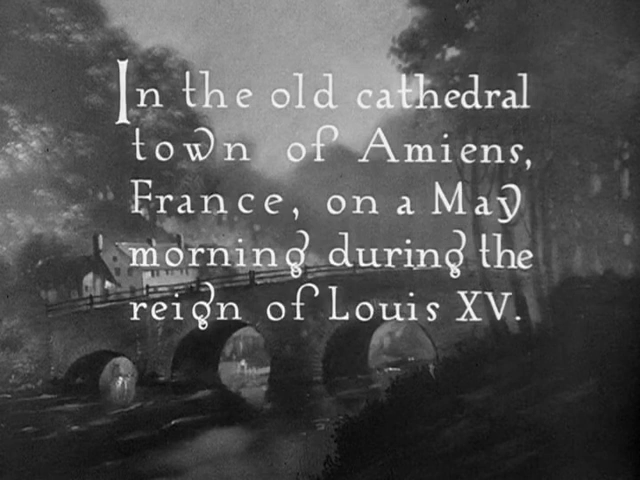 In the old cathedral
town of Amiens,
France, on a May
morning during the
reign of Louis XV.